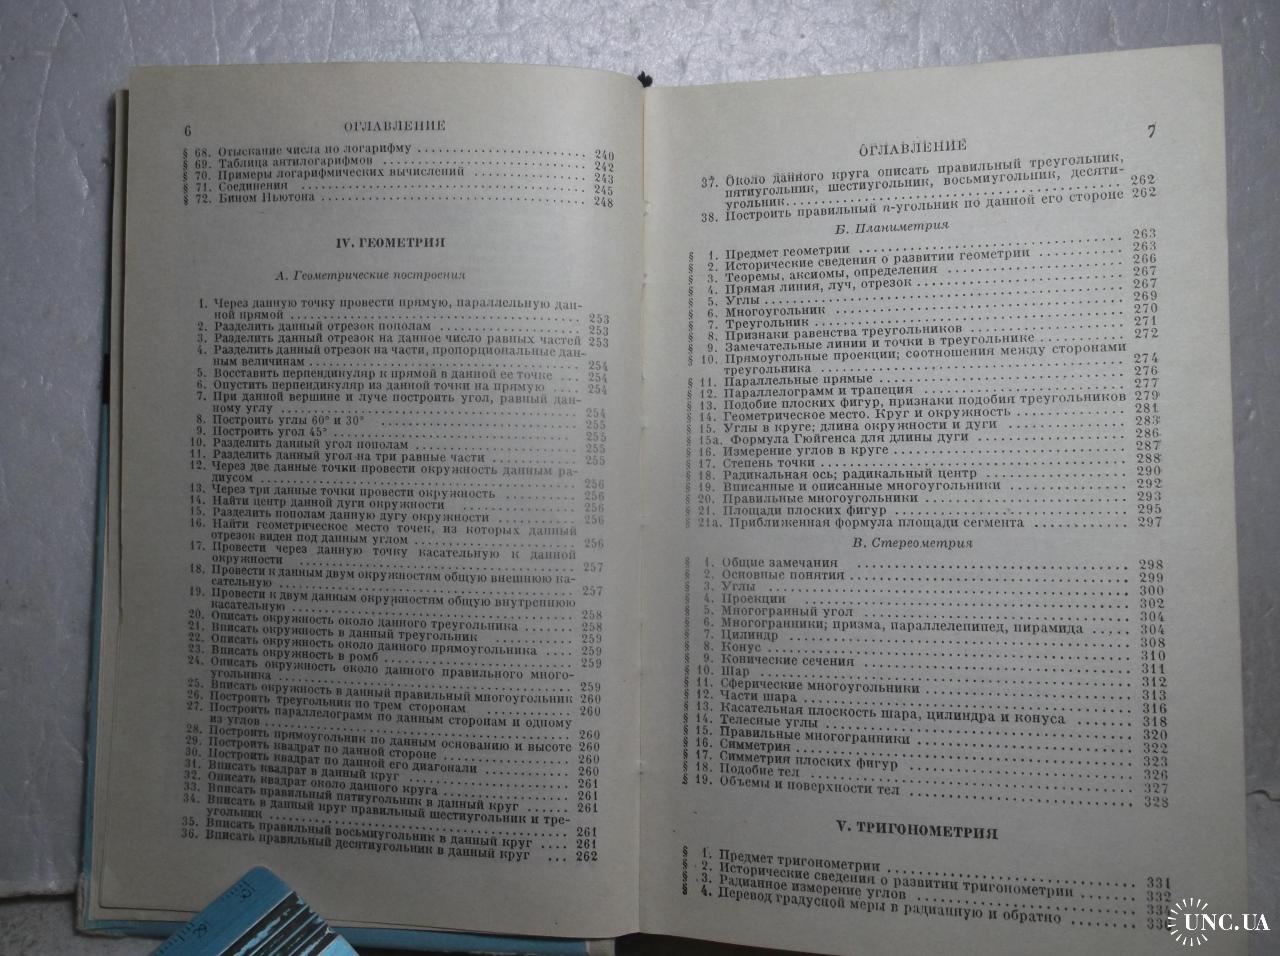 6
ОГЛАВЛЕНИЕ
§ 68. Отыскание числа по логарифму 240
§ 69. Таблица антилогарифмов 242
§ 70. Примеры логарифмических вычислений 243
§ 71. Соединения 245
§ 72. Бином Ньютона 248
IV. ГЕОМЕТРИЯ
А. Геометрические построения
1. Через данную точку провести прямую, параллельную дан-
ной прямой 253
2. Разделить данный отрезок пополам 253
3. Разделить данный отрезок на данное число равных частей 253
4. Разделить данный отрезок на части, пропорциональные дан-
ным величинам 254
5. Восставить перпендикуляр к прямой в данной ее точке 254
6. Опустить перпендикуляр из данной точки на прямую 254
7. При данной вершине и луче построить угол, равный дан-
ному углу 254
8. Построить углы 60° и 30° 255
9. Построить угол 45° 255
10. Разделить данный угол пополам 255
11. Разделить данный угол на три равные части 255
12. Через две данные точки провести окружность данным ра-
диусом 256
13. Через три данные точки провести окружность 256
14. Найти центр данной дуги окружности 256
15. Разделить пополам данную дугу окружности 256
16. Найти геометрическое место точек, из которых данный
отрезок виден под данным углом 256
17. Провести через данную точку касательную к данной
окружности 257
18. Провести к данным двум окружностям общую внешнюю ка-
сательную 257
19. Провести к двум данным окружностям общую внутреннюю
касательную 258
20. Описать окружность около данного треугольника 258
21. Вписать окружность в данный треугольник 259
22. Описать окружность около данного прямоугольника 259
23. Вписать окружность в ромб 259
24. Описать окружность около данного правильного много-
угольника 259
25. Вписать окружность в данный правильный многоугольник 260
26. Построить треугольник по трем сторонам 260
27. Построить параллелограмм по данным сторонам и одному
из углов 260
28. Построить прямоугольник по данным основанию и высоте 260
29. Построить квадрат по данной стороне 260
30. Построить квадрат по данной его диагонали 260
31. Вписать квадрат в данный круг 261
32. Описать квадрат около данного круга 261
33. Вписать правильный пятиугольник в данный круг 261
34. Вписать в данный круг правильный шестиугольник и тре-
угольник 261
35. Вписать правильный восьмиугольник в данный круг 261
36. Вписать правильный десятиугольник в данный круг 262
ОГЛАВЛЕНИЕ
7
37. Около данного круга описать правильный треугольник,
пятиугольник, шестиугольник, восьмиугольник, десяти-
угольник 262
38. Построить правильный n-угольник по данной его стороне 262
Б. Планиметрия
§ 1. Предмет геометрии 263
§ 2. Исторические сведения о развитии геометрии 263
§ 3. Теоремы, аксиомы, определения 266
§ 4. Прямая линия, луч, отрезок 267
§ 5. Углы 267
§ 6. Многоугольник 269
§ 7. Треугольник 270
§ 8. Признаки равенства треугольников 271
§ 9. Замечательные линии и точки в треугольнике 272
§ 10. Прямоугольные проекции; соотношения между сторонами
треугольника 274
§ 11. Параллельные прямые 276
§ 12. Параллелограмм и трапеция 277
§ 13. Подобие плоских фигур, признаки подобия треугольников 279
§ 14. Геометрическое место. Круг и окружность 281
§ 15. Углы в круге; длина окружности и дуги 283
§ 15а. Формула Гюйгенса для длины дуги 286
§ 16. Измерение углов в круге 287
§ 17. Степень точки 288
§ 18. Радикальная ось; радикальный центр 290
§ 19. Вписанные и описанные многоугольники 292
§ 20. Правильные многоугольники 293
§ 21. Площади плоских фигур 295
§ 21а. Приближенная формула площади сегмента 297
В. Стереометрия
§ 1. Общие замечания 298
§ 2. Основные понятия 299
§ 3. Углы 300
§ 4. Проекции 302
§ 5. Многогранный угол 304
§ 6. Многогранники; призма, параллелепипед, пирамида 304
§ 7. Цилиндр 308
§ 8. Конус 310
§ 9. Конические сечения 311
§ 10. Шар 312
§ 11. Сферические многоугольники 313
§ 12. Части шара 316
§ 13. Касательная плоскость шара, цилиндра и конуса 318
§ 14. Телесные углы 320
§ 15. Правильные многогранники 322
§ 16. Симметрия 323
§ 17. Симметрия плоских фигур 326
§ 18. Подобие тел 327
§ 19. Объемы и поверхности тел 328
V. ТРИГОНОМЕТРИЯ
§ 1. Предмет тригонометрии 331
§ 2. Исторические сведения о развитии тригонометрии 332
§ 3. Радианное измерение углов
§ 4. Перевод градусной меры в радианную и обратно
29
UNC.UA